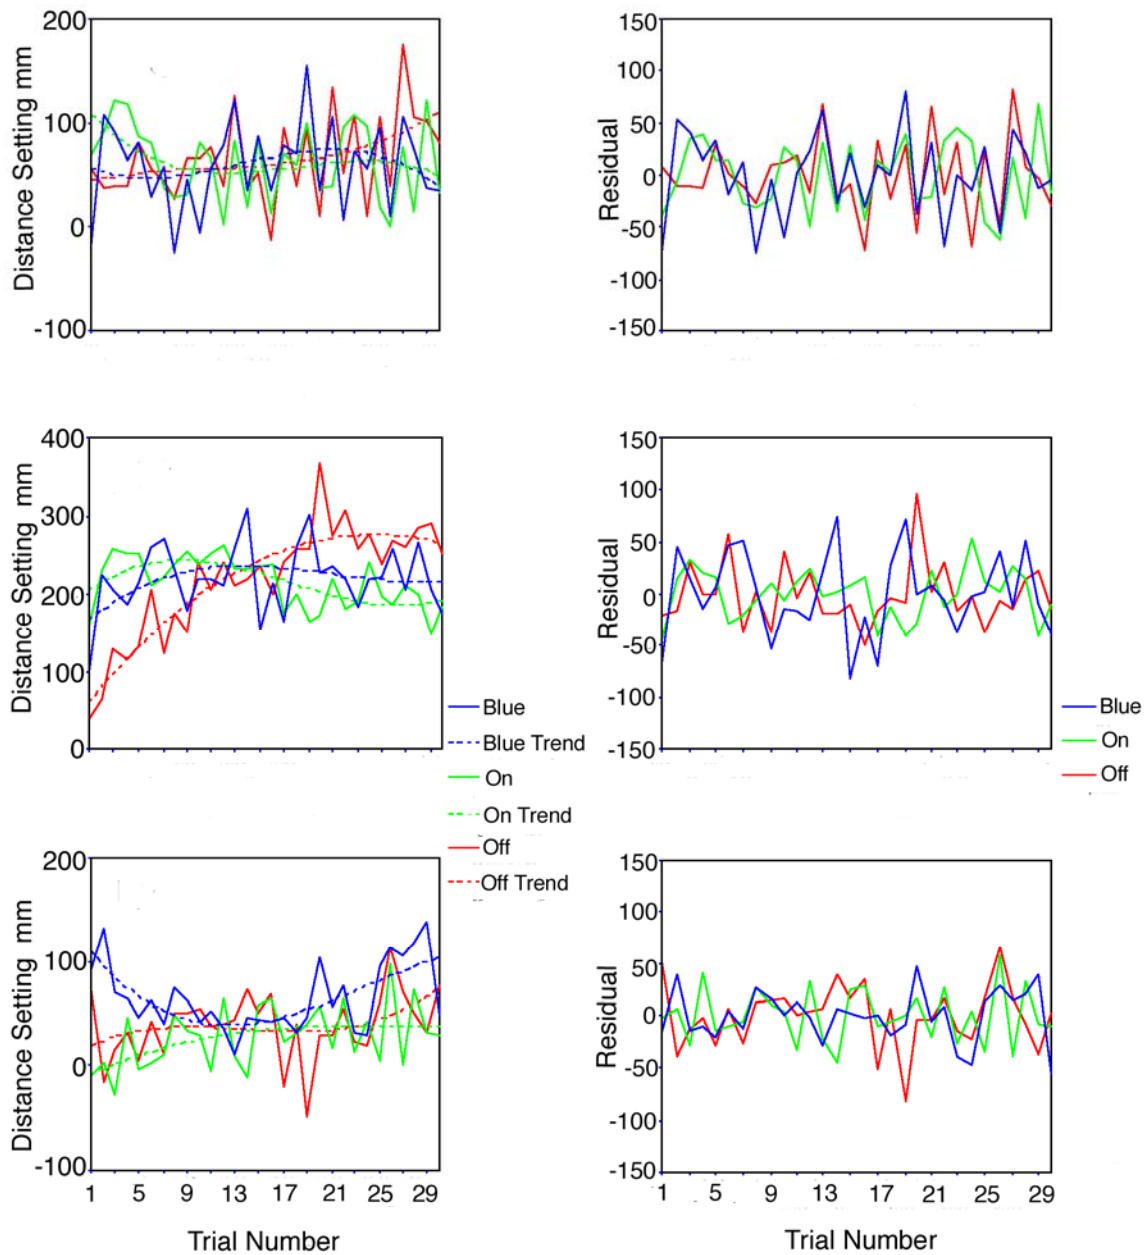 200
100
0
-100
Distance Setting mm
150
100
50
0
-50
-100
-150
Residual
400
300
200
100
0
Distance Setting mm
150
100
50
0
-50
-100
-150
Residual
Blue
Blue Trend
On
On Trend
Off
Off Trend
Blue
On
Off
200
100
0
-100
Distance Setting mm
1 5 9 13 17 21 25 29
Trial Number
150
100
50
0
-50
-100
-150
Residual
1 5 9 13 17 21 25 29
Trial Number